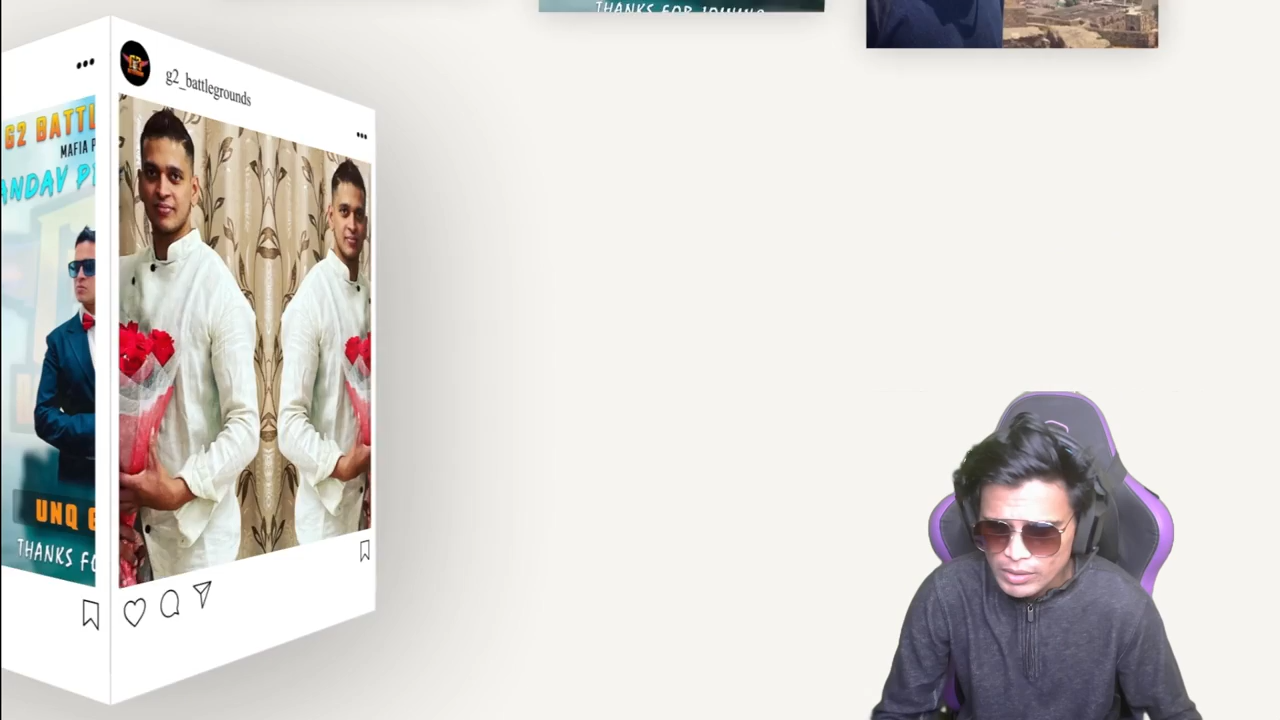 THANKS FOR JOINING
g2_battlegrounds
G2 BATTL
MAFIA P
ANDAV P
UNQ
THANKS FO